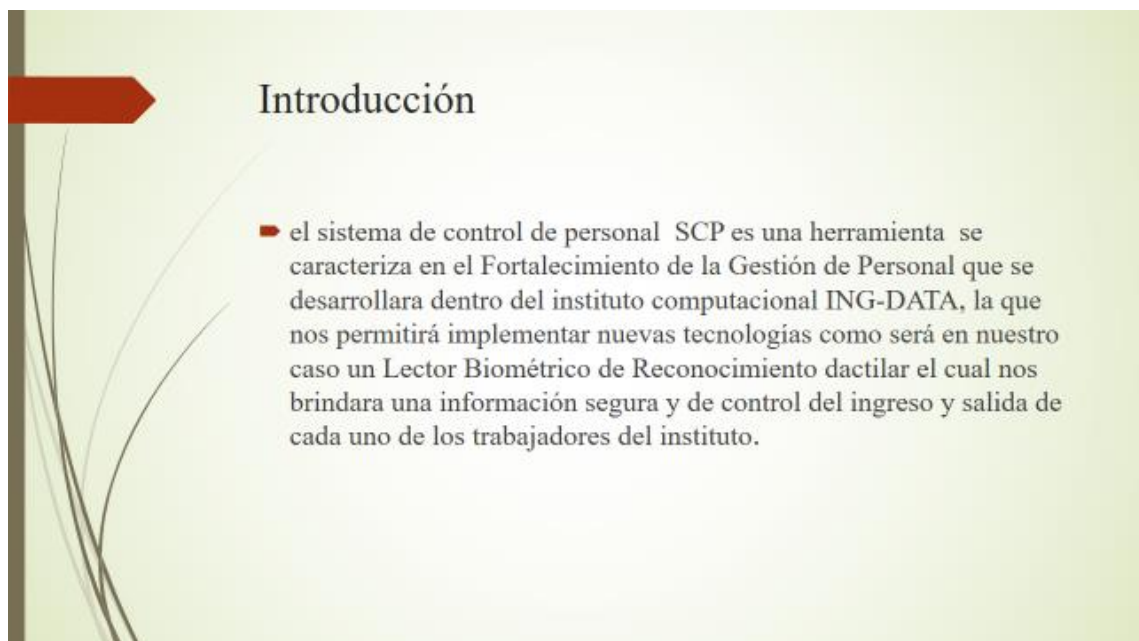 Introducción
el sistema de control de personal  SCP es una herramienta  se
caracteriza en el Fortalecimiento de la Gestión de Personal que se
desarrollara dentro del instituto computacional ING-DATA, la que
nos permitirá implementar nuevas tecnologías como será en nuestro
caso un Lector Biométrico de Reconocimiento dactilar el cual nos
brindara una información segura y de control del ingreso y salida de
cada uno de los trabajadores del instituto.